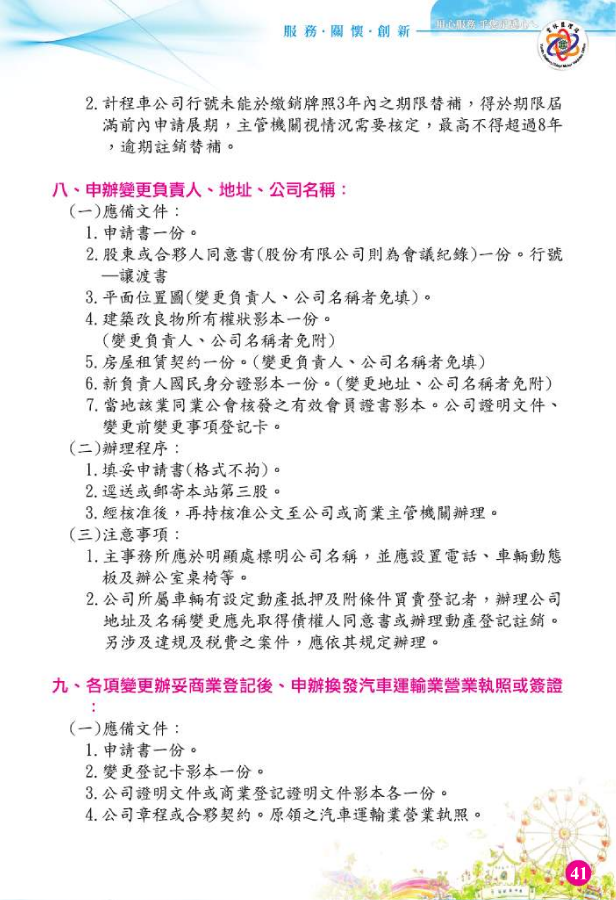 服務·關懷·創新
2.計程車公司行號未能於繳銷牌照3年內之期限替補，得於期限屆
滿前內申請展期，主管機關視情況需要核定，最高不得超過8年
，逾期註銷替補。
八、申辦變更負責人、地址、公司名稱：
(一)應備文件：
1.申請書一份。
2.股東或合夥人同意書(股份有限公司則為會議紀錄)一份。行號
—讓渡書
3.平面位置圖(變更負責人、公司名稱者免填)。
4.建築改良物所有權狀影本一份。
(變更負責人、公司名稱者免附)
5.房屋租賃契約一份。(變更負責人、公司名稱者免填)
6.新負責人國民身分證影本一份。(變更地址、公司名稱者免附)
7.當地該業同業公會核發之有效會員證書影本。公司證明文件、
變更前變更事項登記卡。
(二)辦理程序：
1.填妥申請書(格式不拘)。
2.逕送或郵寄本站第三股。
3.經核准後，再持核准公文至公司或商業主管機關辦理。
(三)注意事項：
1.主事務所應於明顯處標明公司名稱，並應設置電話、車輛動態
板及辦公室桌椅等。
2.公司所屬車輛有設定動產抵押及附條件買賣登記者，辦理公司
地址及名稱變更應先取得債權人同意書或辦理動產登記註銷。
另涉及違規及稅費之案件，應依其規定辦理。
九、各項變更辦妥商業登記後、申辦換發汽車運輸業營業執照或簽證
：
(一)應備文件：
1.申請書一份。
2.變更登記卡影本一份。
3.公司證明文件或商業登記證明文件影本各一份。
4.公司章程或合夥契約。原領之汽車運輸業營業執照。
41